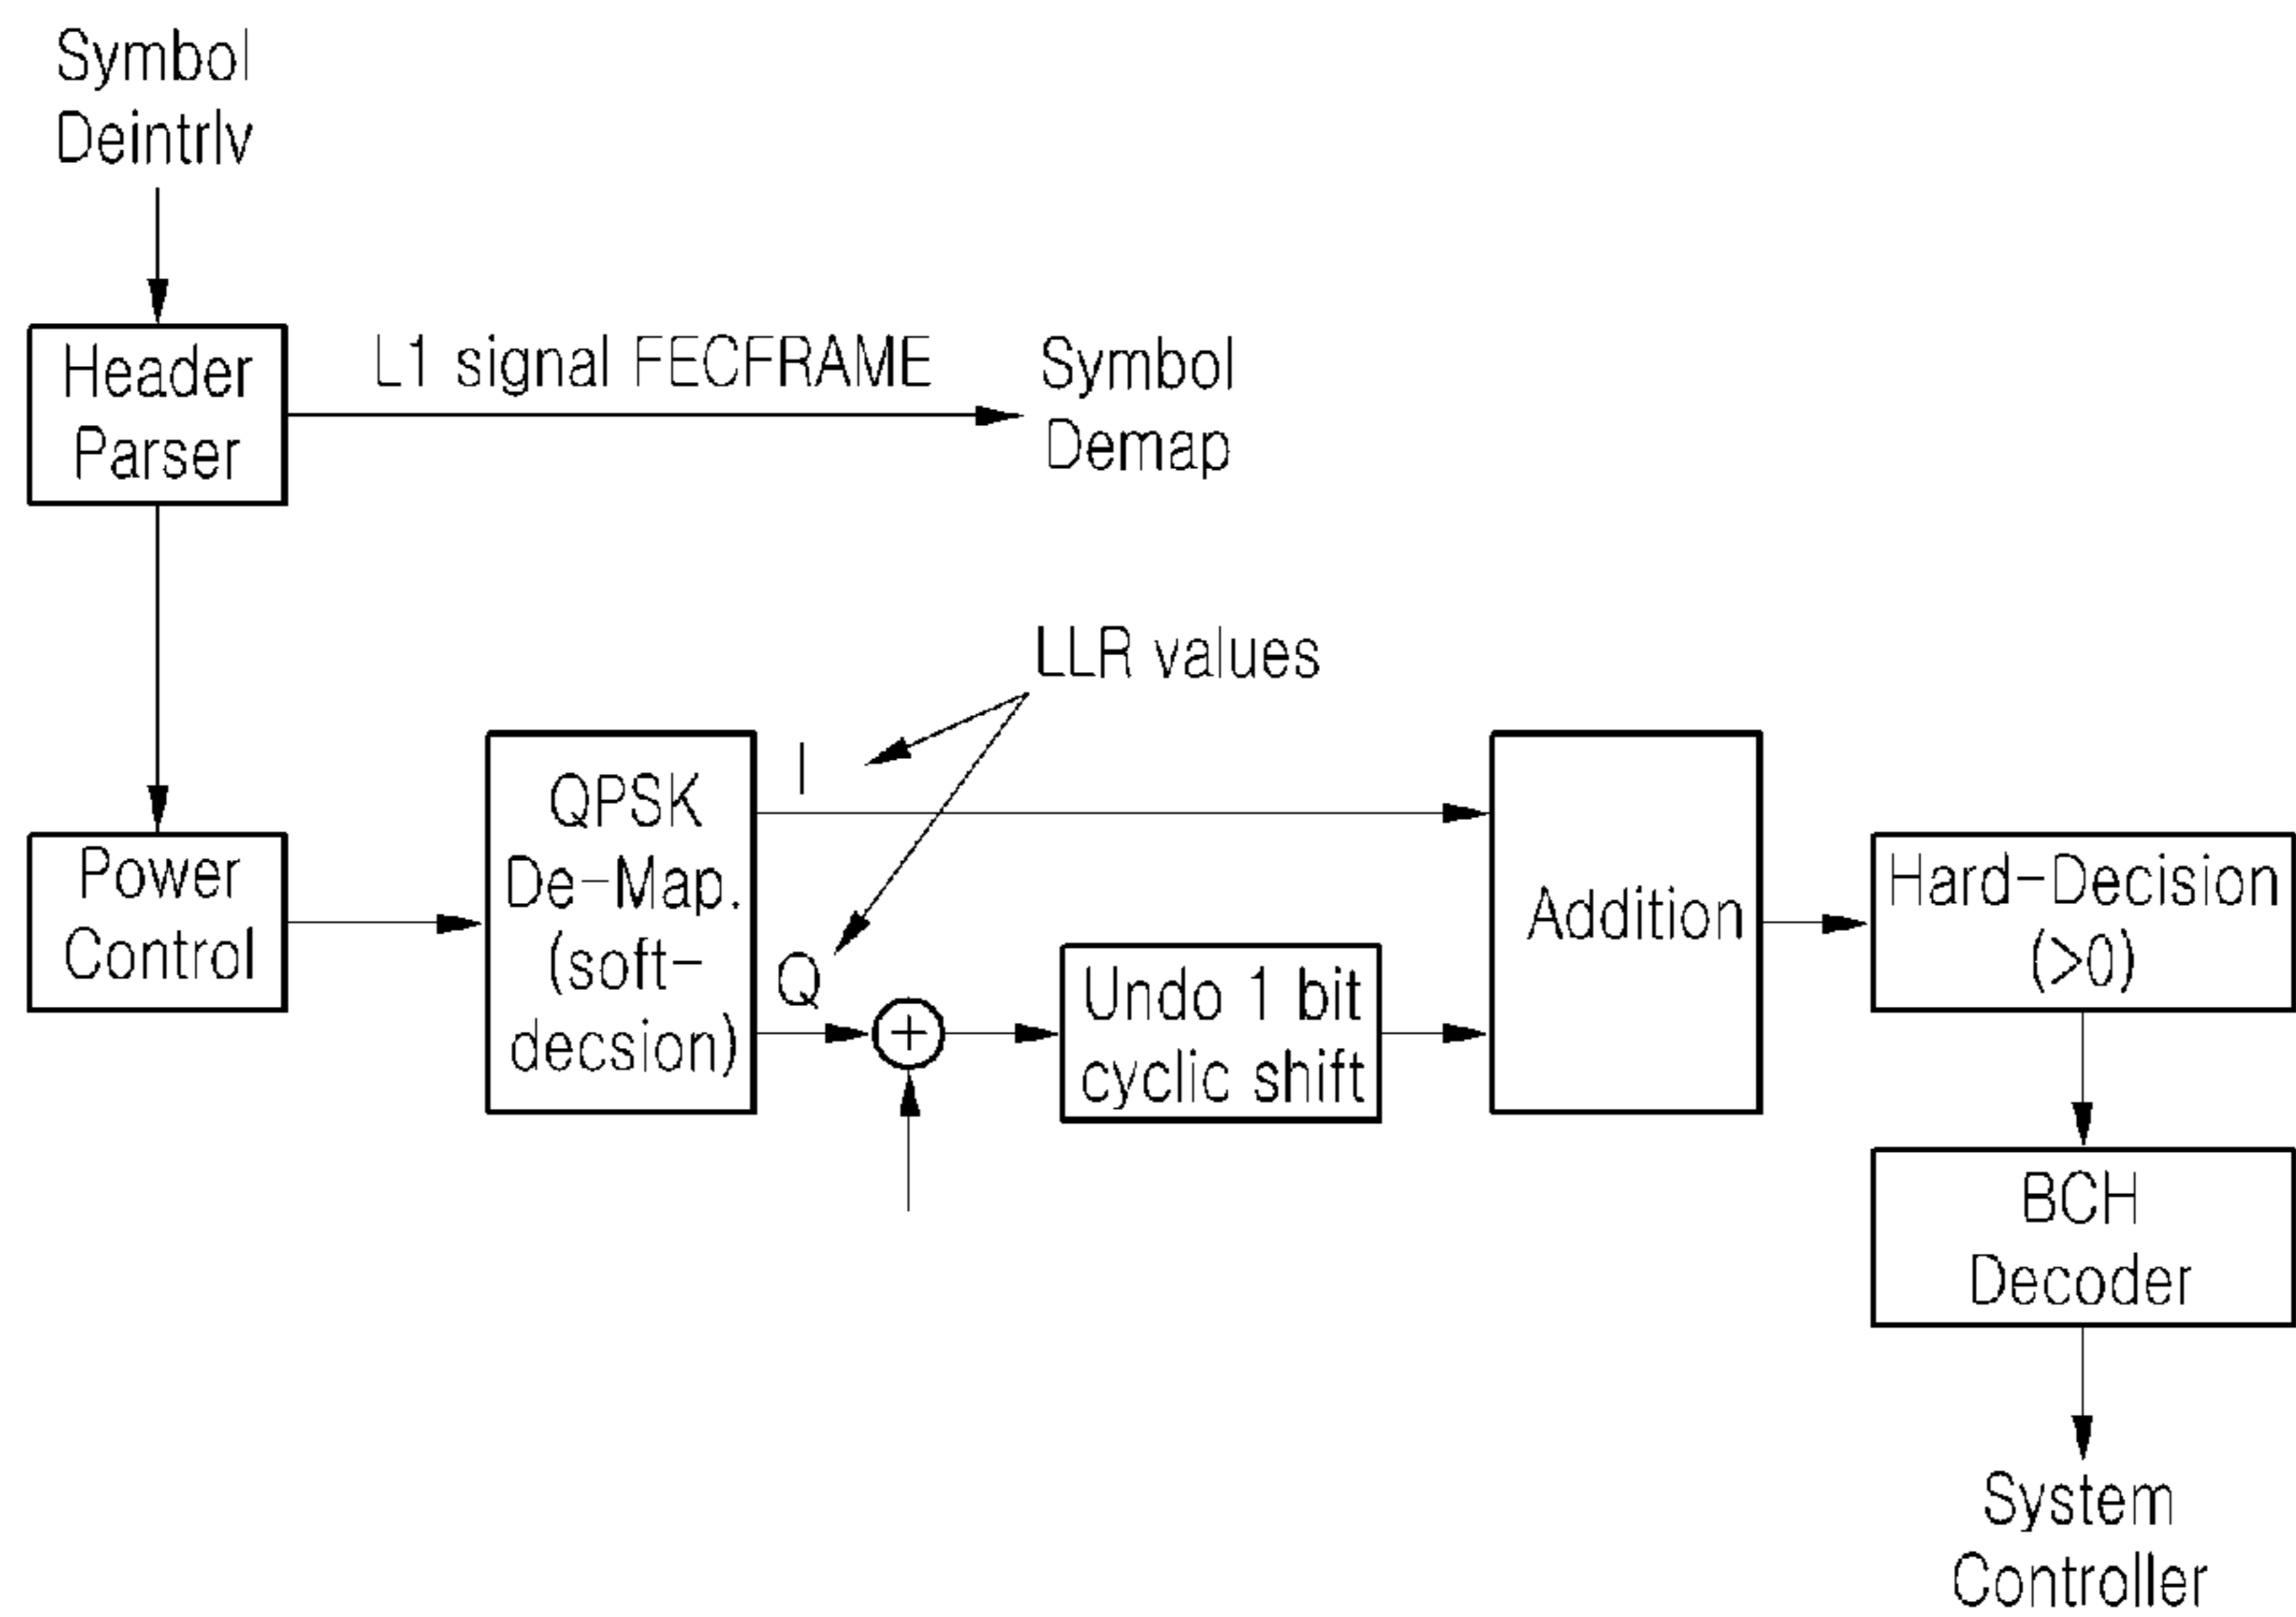 Symbol
Deintrlv
Header
Parser
L1 signal FECFRAME
Symbol
Demap
LLR values
Power
Control
QPSK
De-Map.
(soft-
decsion)
I
Q
+
Undo 1 bit
cyclic shift
Addition
Hard-Decision
(>0)
BCH
Decoder
System
Controller